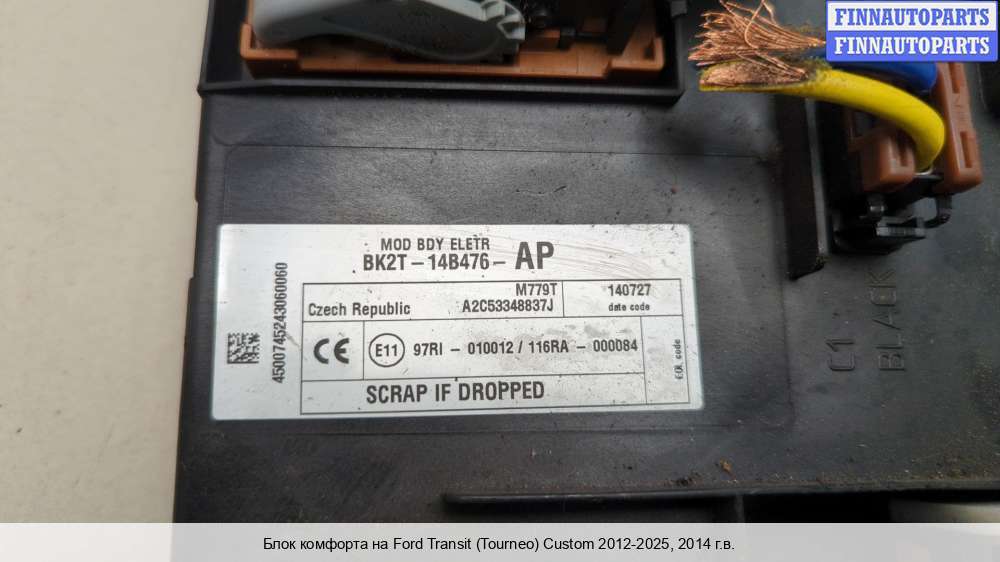 FINNAUTOPARTS
FINNAUTOPARTS
MOD BDY ELETR
BK2T-14B476- AP
M779T
140727
Czech Republic
A2C53348837J
date code
CE
E11
97RI - 010012 / 116RA - 000084
EOL code
SCRAP IF DROPPED
4500745243060060
C1
BLACK
Блок комфорта на Ford Transit (Tourneo) Custom 2012-2025, 2014 г.в.